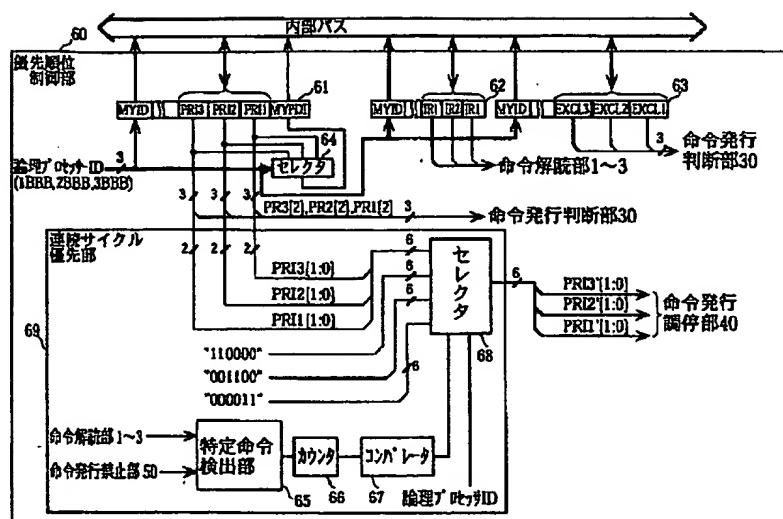 内部バス
60
優先順位
制御部
61
62
63
MYID
PRI3
PRI2
PRI1
MYPRI
MYID
IR1
IR2
IR1
MYID
EXCL3
EXCL2
EXCL1
64
セレクタ
3
命令発行
判断部30
命令解読部1〜3
論理プロセッサID
3
(1BBB,2BBB,3BBB)
3
3
3
PR3[2],PR2[2],PR1[2]
3
命令発行判断部30
連続サイクル
優先部
2
2
2
6
6
6
セレクタ
68
PRI3[1:0]
PRI2[1:0]
PRI1[1:0]
6
PRI3'[1:0]
PRI2'[1:0]
PRI1'[1:0]
命令発行
調停部40
69
"110000"
"001100"
"000011"
6
命令解読部1〜3
命令発行禁止部50
特定命令
検出部
65
カウンタ
66
コンパレータ
67
論理プロセッサID